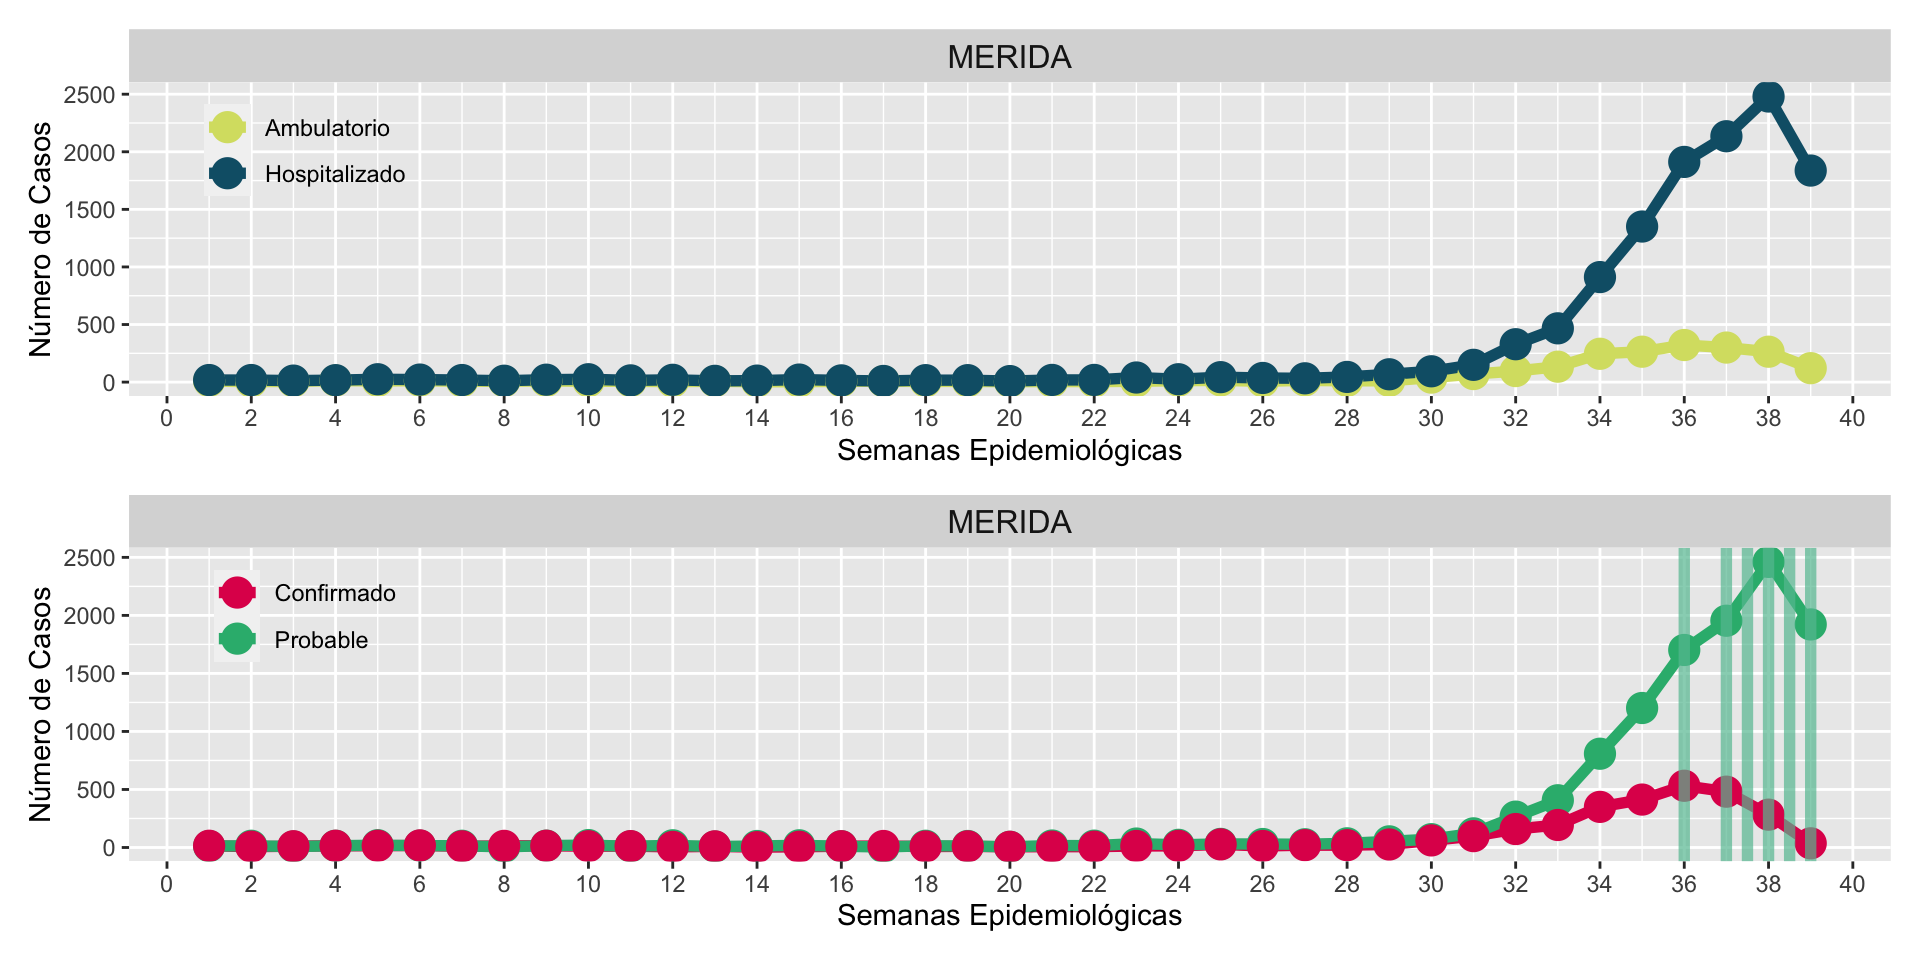 MERIDA
Número de Casos
2500
2000
1500
1000
500
0
Ambulatorio
Hospitalizado
0 2 4 6 8 10 12 14 16 18 20 22 24 26 28 30 32 34 36 38 40
Semanas Epidemiológicas
MERIDA
Número de Casos
2500
2000
1500
1000
500
0
Confirmado
Probable
0 2 4 6 8 10 12 14 16 18 20 22 24 26 28 30 32 34 36 38 40
Semanas Epidemiológicas